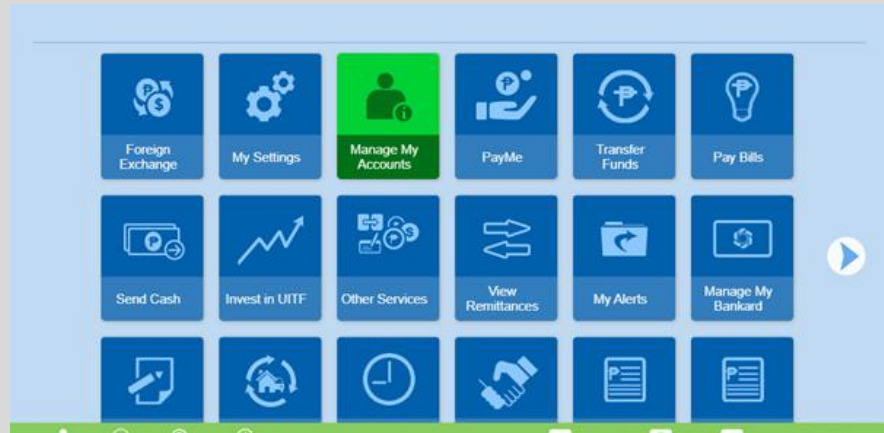 Foreign
Exchange
My Settings
Manage My
Accounts
PayMe
Transfer
Funds
Pay Bills
Send Cash
Invest in UITF
Other Services
View
Remittances
My Alerts
Manage My
Bankard